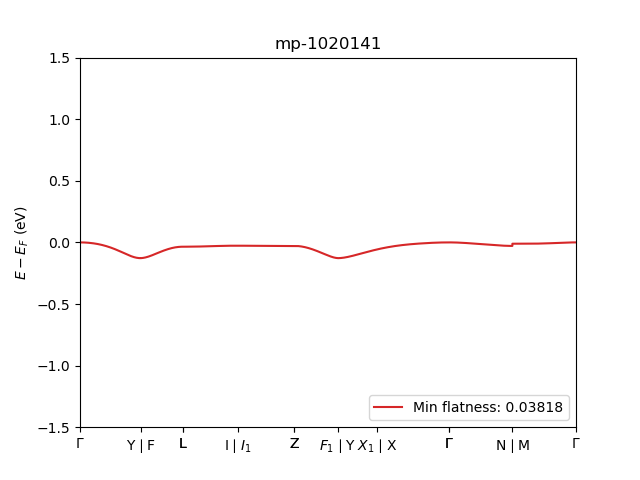 mp-1020141
E − E_F (eV)
1.5
1.0
0.5
0.0
−0.5
−1.0
−1.5
Min flatness: 0.03818
Γ Y | F L I | I₁ Z F₁ | Y X₁ | X Γ N | M Γ